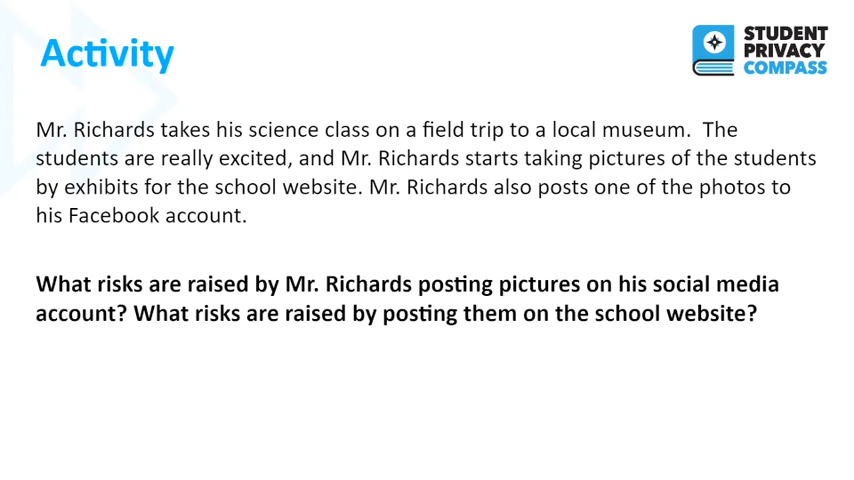 Activity
STUDENT
PRIVACY
COMPASS
Mr. Richards takes his science class on a field trip to a local museum.  The
students are really excited, and Mr. Richards starts taking pictures of the students
by exhibits for the school website. Mr. Richards also posts one of the photos to
his Facebook account.
What risks are raised by Mr. Richards posting pictures on his social media
account? What risks are raised by posting them on the school website?